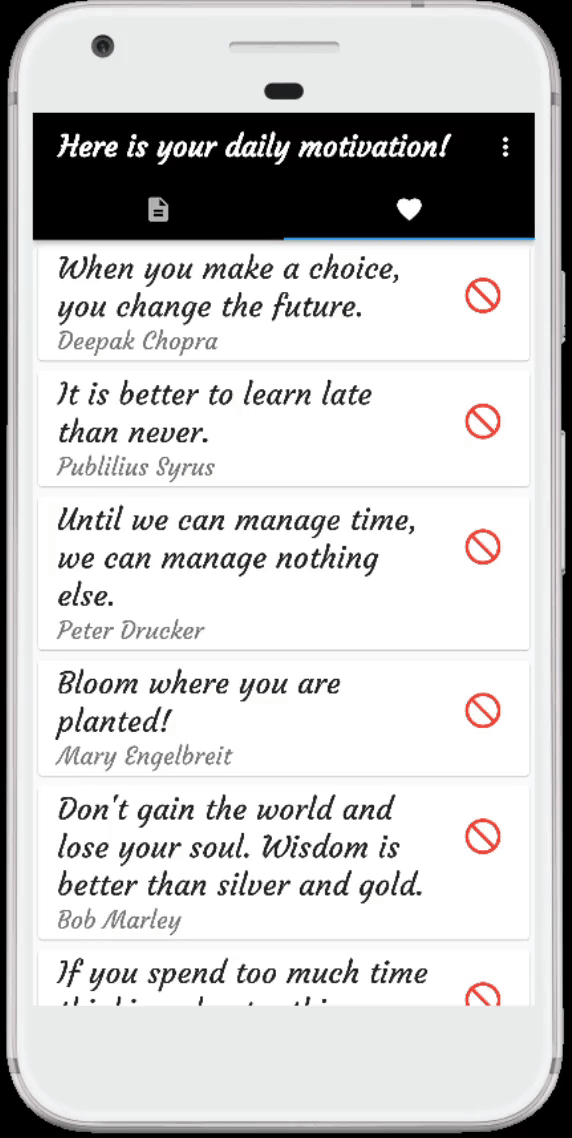 Here is your daily motivation!
When you make a choice,
you change the future.
Deepak Chopra
It is better to learn late
than never.
Publilius Syrus
Until we can manage time,
we can manage nothing
else.
Peter Drucker
Bloom where you are
planted!
Mary Engelbreit
Don't gain the world and
lose your soul. Wisdom is
better than silver and gold.
Bob Marley
If you spend too much time